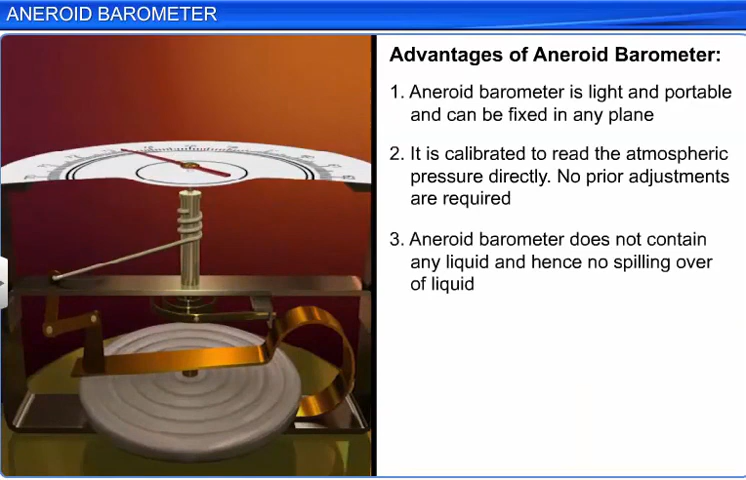 ANEROID BAROMETER
Advantages of Aneroid Barometer:
1. Aneroid barometer is light and portable
and can be fixed in any plane
2. It is calibrated to read the atmospheric
pressure directly. No prior adjustments
are required
3. Aneroid barometer does not contain
any liquid and hence no spilling over
of liquid